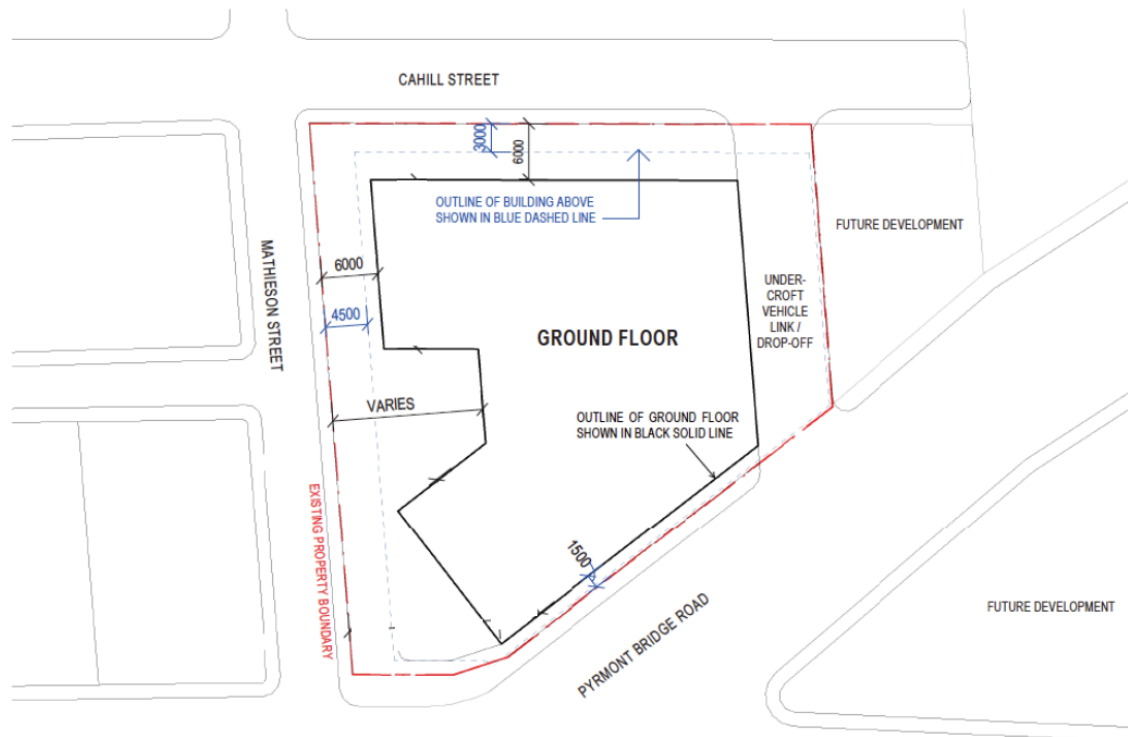 CAHILL STREET
3000
6000
OUTLINE OF BUILDING ABOVE
SHOWN IN BLUE DASHED LINE
FUTURE DEVELOPMENT
MATHIESON STREET
6000
4500
UNDER-
CROFT
VEHICLE
LINK /
DROP-OFF
GROUND FLOOR
VARIES
OUTLINE OF GROUND FLOOR
SHOWN IN BLACK SOLID LINE
EXISTING PROPERTY BOUNDARY
1500
PYRMONT BRIDGE ROAD
FUTURE DEVELOPMENT